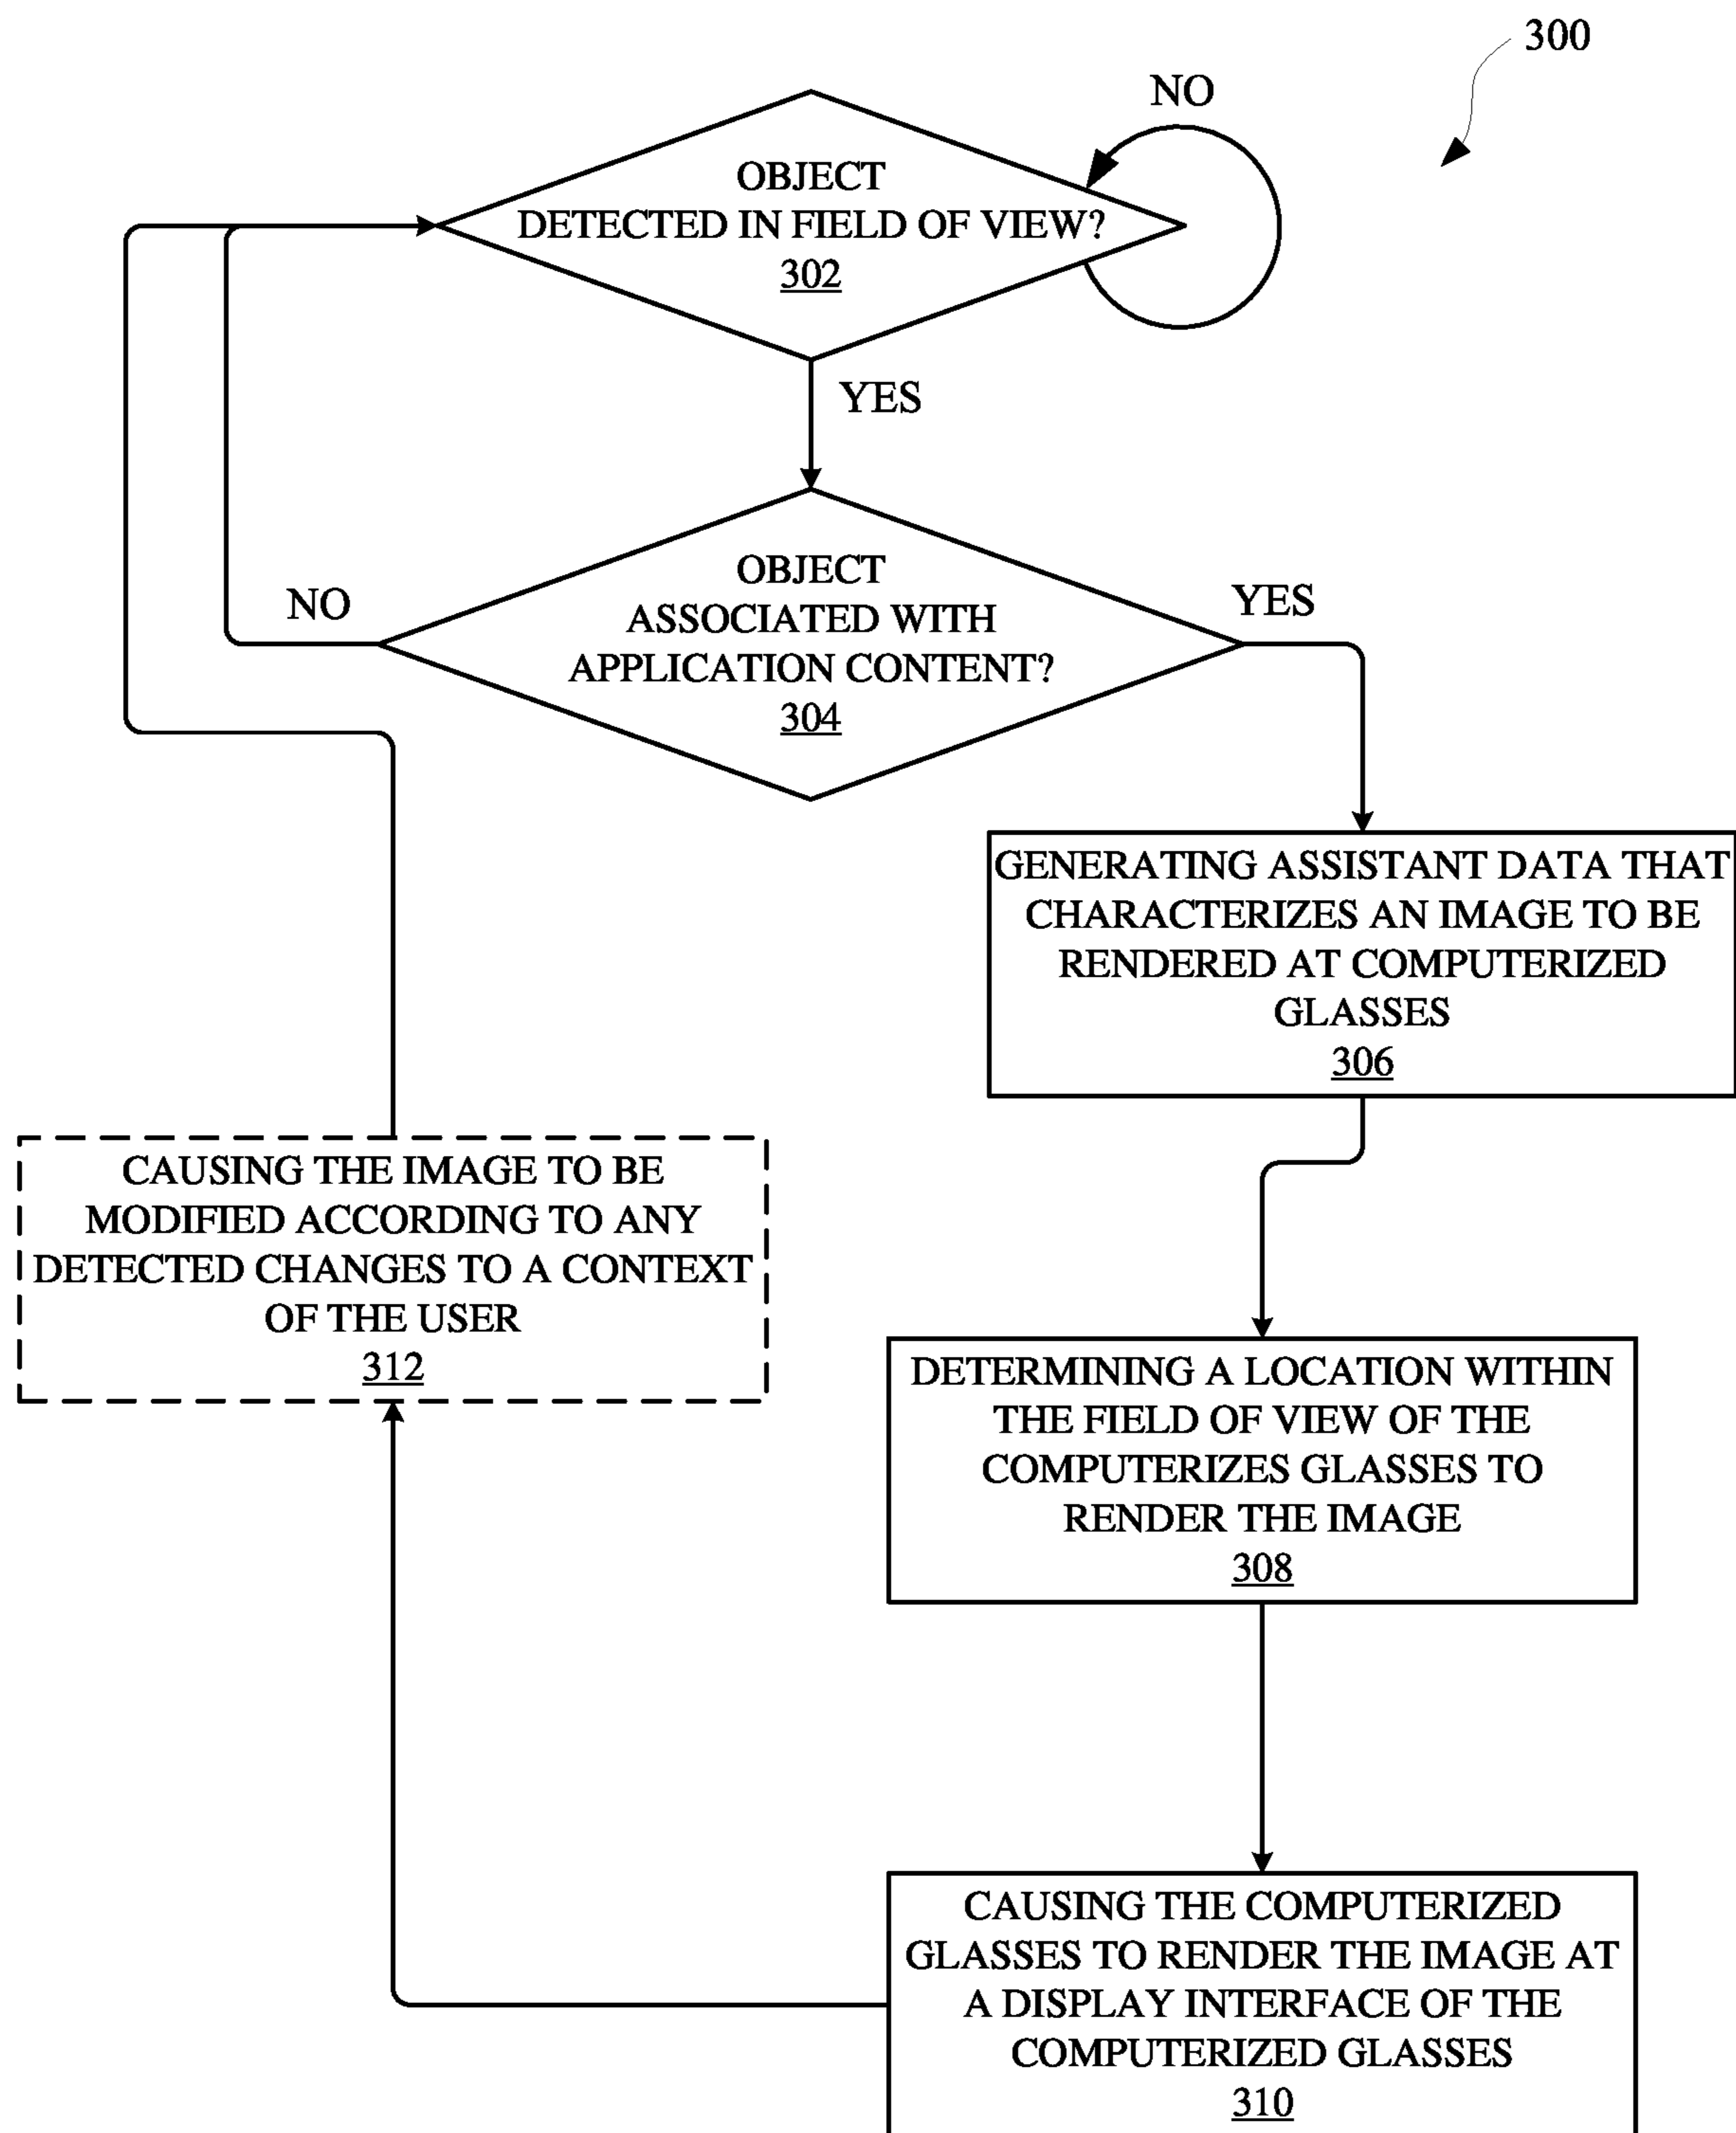 300
NO
OBJECT
DETECTED IN FIELD OF VIEW?
302
YES
OBJECT
ASSOCIATED WITH
APPLICATION CONTENT?
304
NO
YES
GENERATING ASSISTANT DATA THAT
CHARACTERIZES AN IMAGE TO BE
RENDERED AT COMPUTERIZED
GLASSES
306
CAUSING THE IMAGE TO BE
MODIFIED ACCORDING TO ANY
DETECTED CHANGES TO A CONTEXT
OF THE USER
312
DETERMINING A LOCATION WITHIN
THE FIELD OF VIEW OF THE
COMPUTERIZES GLASSES TO
RENDER THE IMAGE
308
CAUSING THE COMPUTERIZED
GLASSES TO RENDER THE IMAGE AT
A DISPLAY INTERFACE OF THE
COMPUTERIZED GLASSES
310